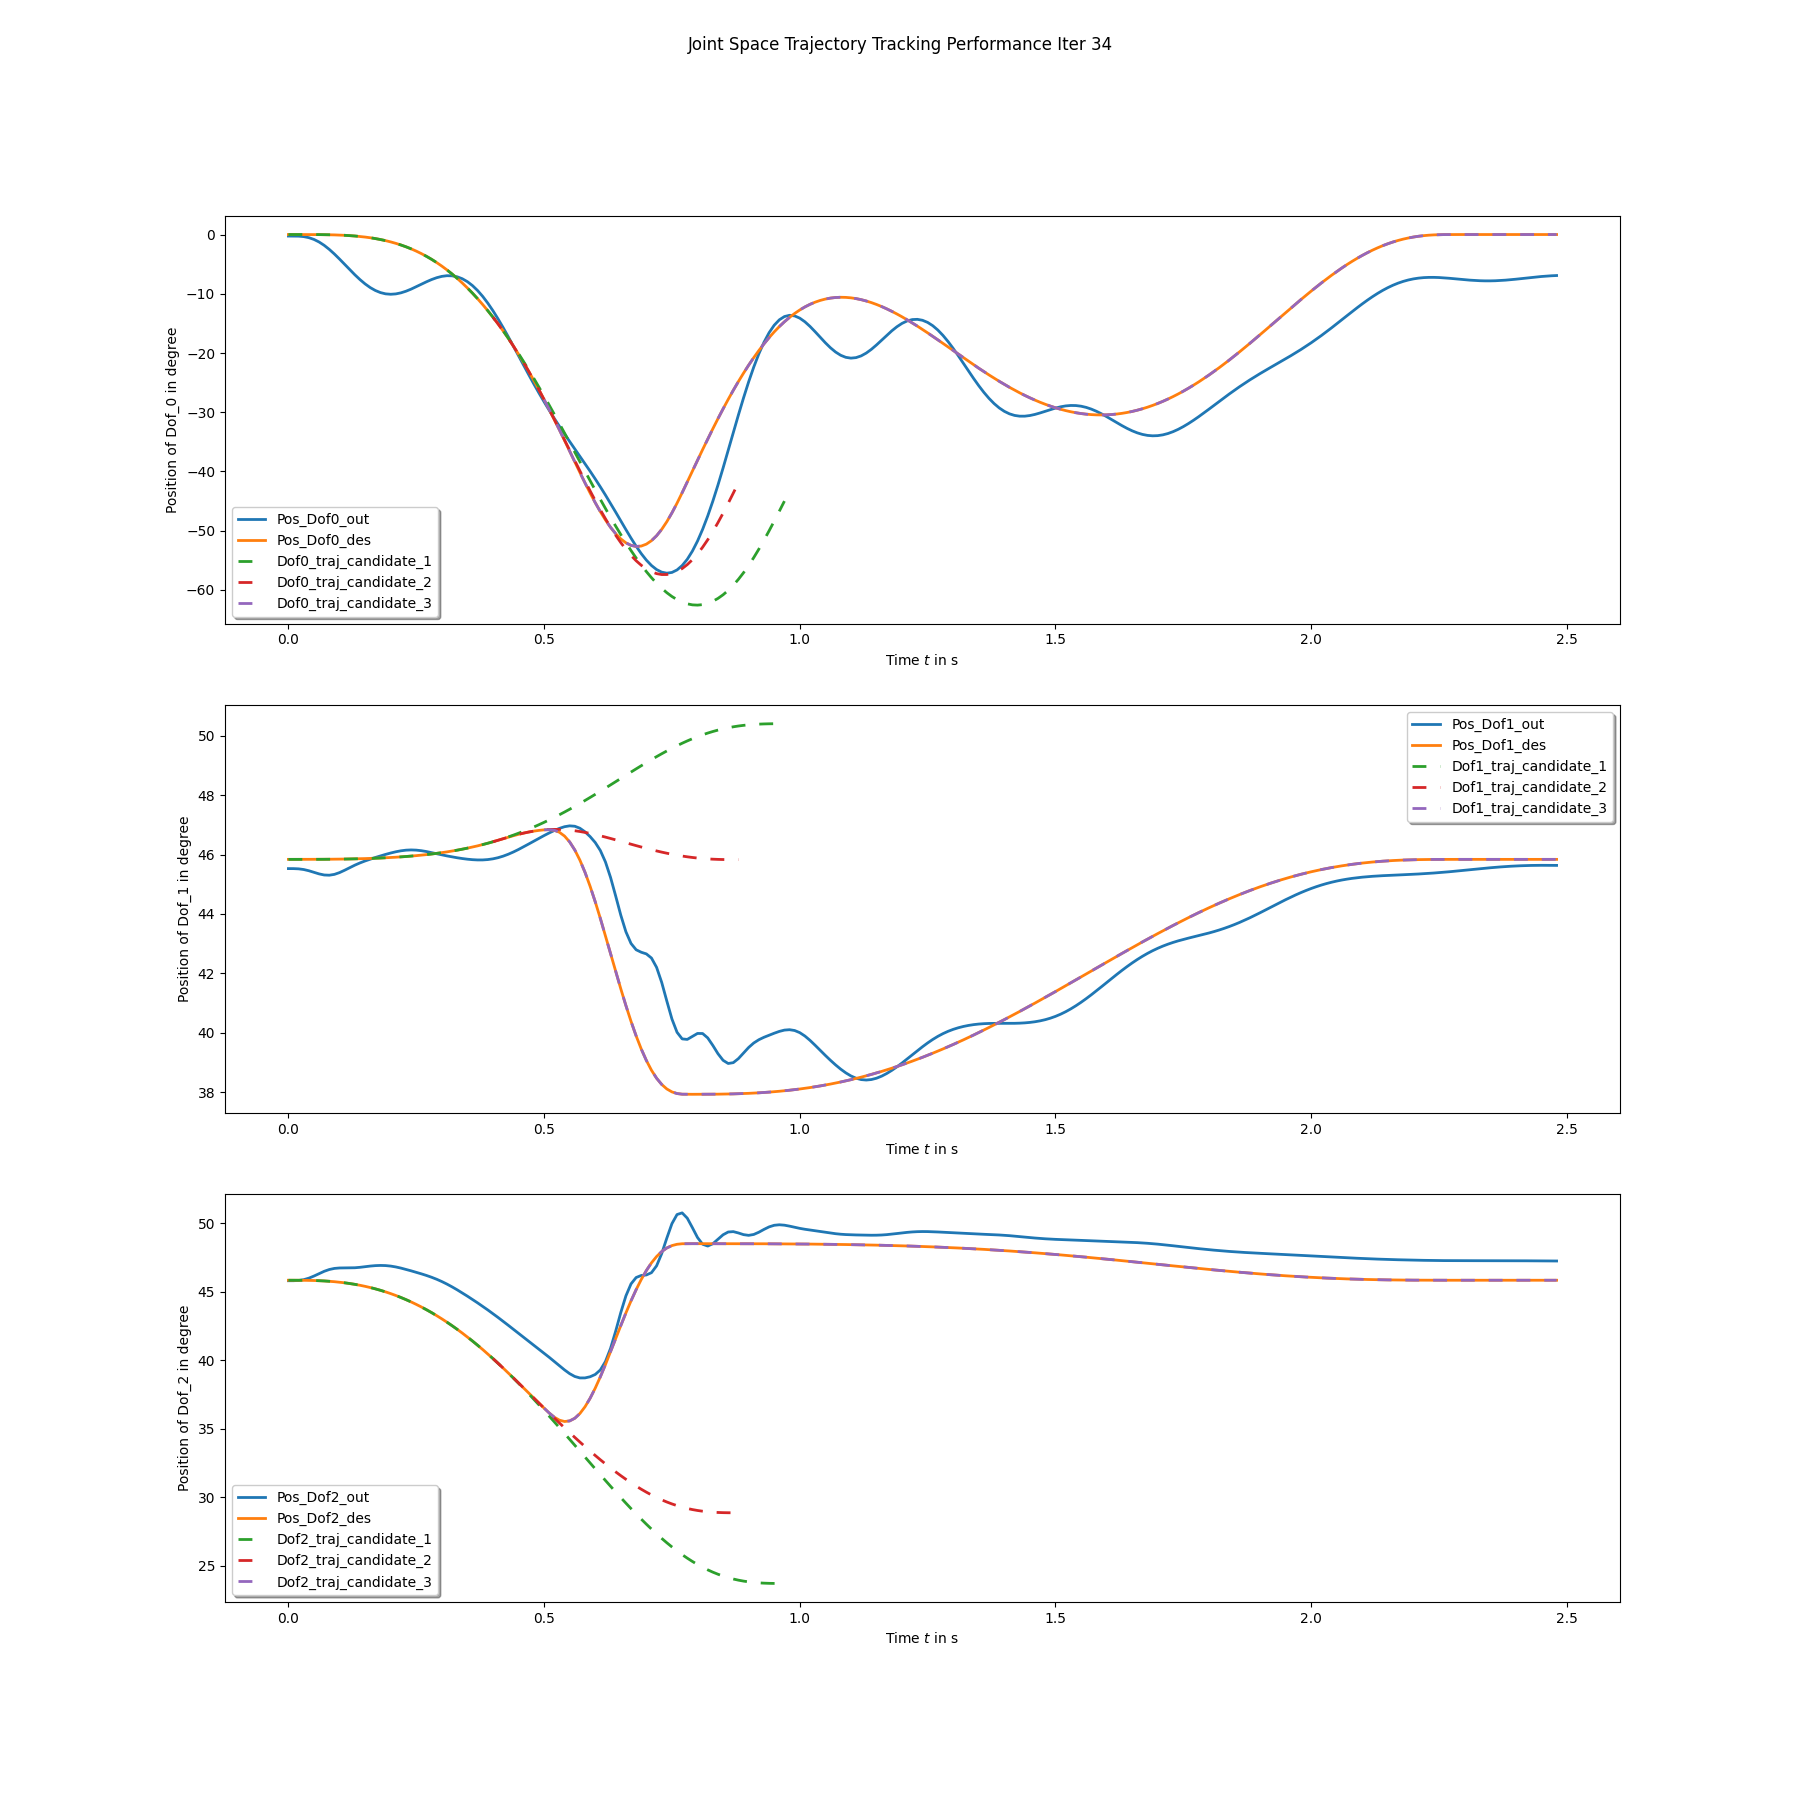 Joint Space Trajectory Tracking Performance Iter 34
Position of Dof_0 in degree
0
−10
−20
−30
−40
−50
−60
Pos_Dof0_out
Pos_Dof0_des
Dof0_traj_candidate_1
Dof0_traj_candidate_2
Dof0_traj_candidate_3
0.0 0.5 1.0 1.5 2.0 2.5
Time t in s
Position of Dof_1 in degree
50
48
46
44
42
40
38
Pos_Dof1_out
Pos_Dof1_des
Dof1_traj_candidate_1
Dof1_traj_candidate_2
Dof1_traj_candidate_3
0.0 0.5 1.0 1.5 2.0 2.5
Time t in s
Position of Dof_2 in degree
50
45
40
35
30
25
Pos_Dof2_out
Pos_Dof2_des
Dof2_traj_candidate_1
Dof2_traj_candidate_2
Dof2_traj_candidate_3
0.0 0.5 1.0 1.5 2.0 2.5
Time t in s